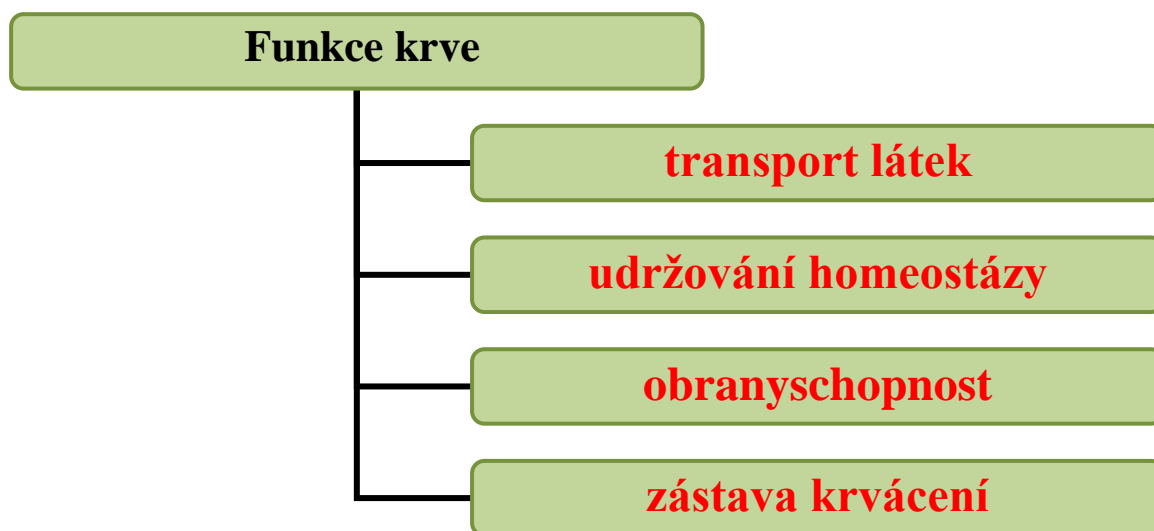 Funkce krve
transport látek
udržování homeostázy
obranyschopnost
zástava krvácení